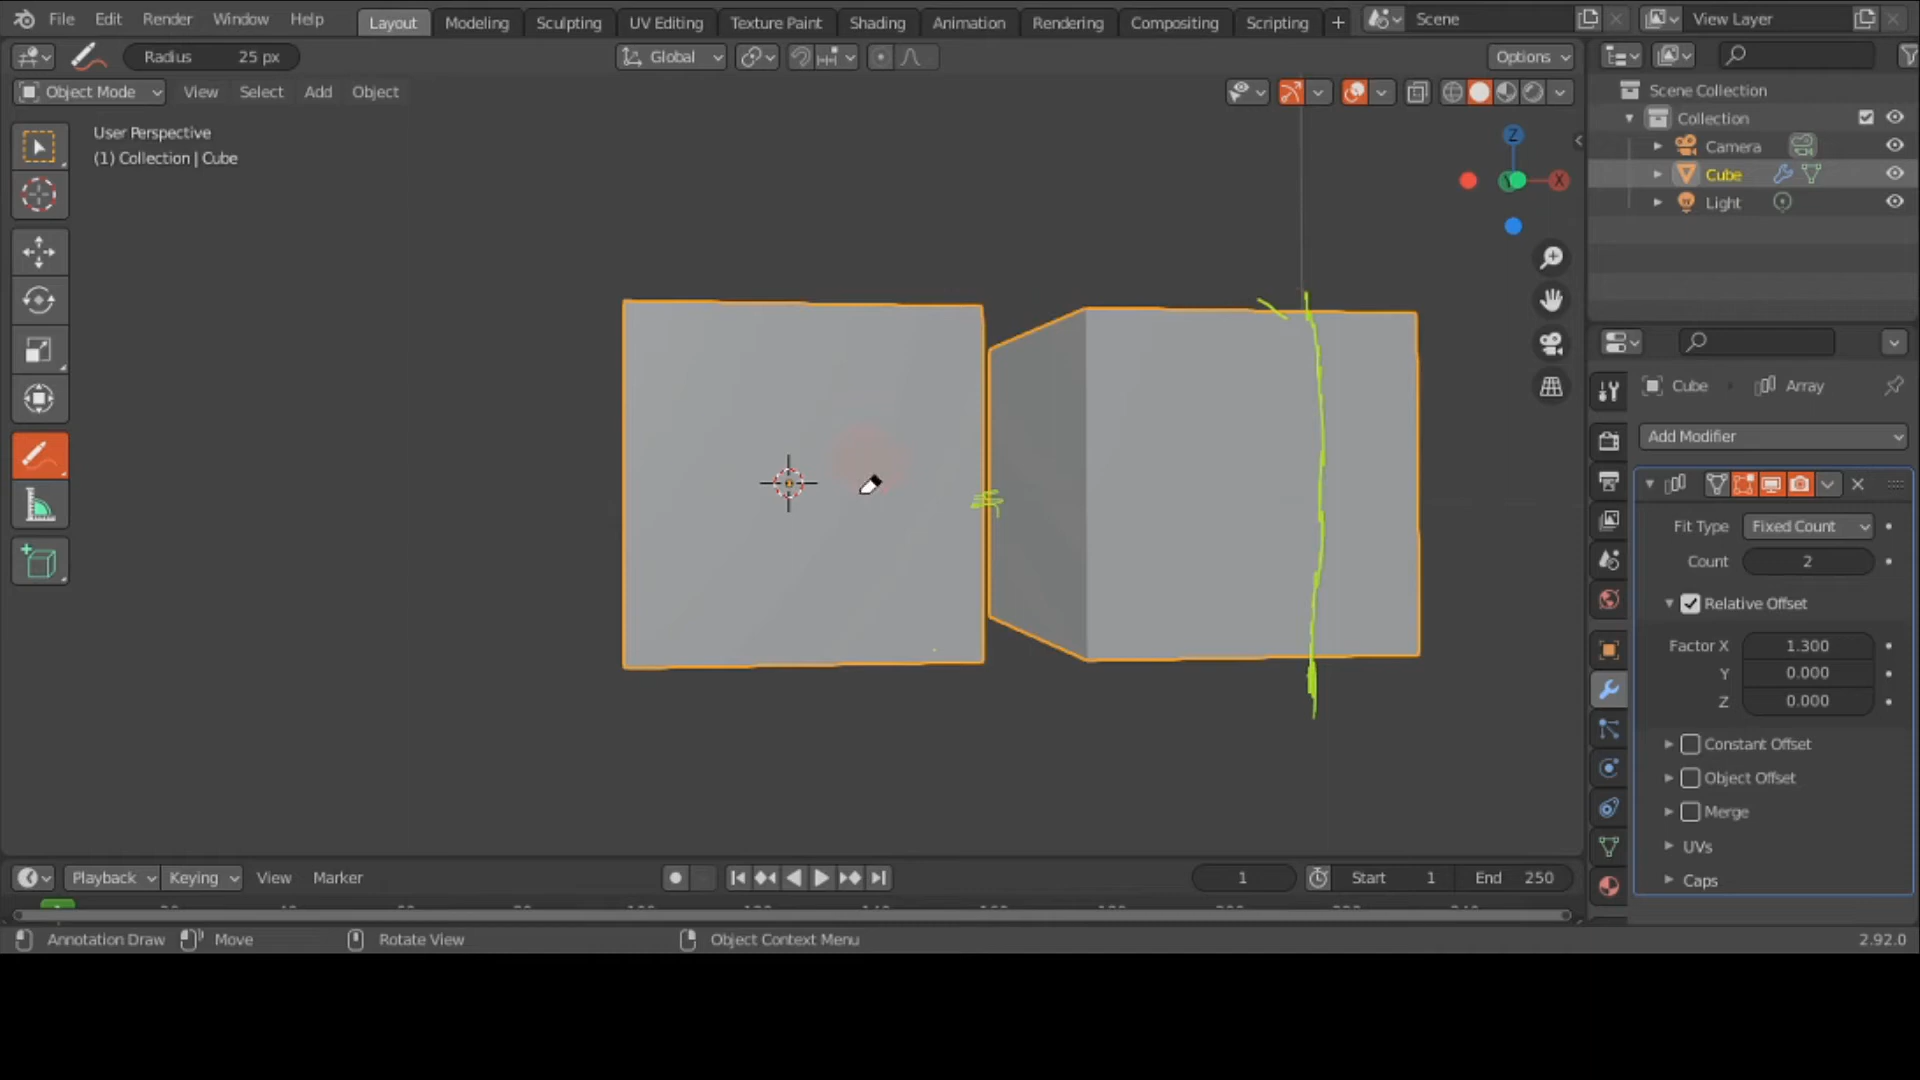 File Edit Render Window Help Layout Modeling Sculpting UV Editing Texture Paint Shading Animation Rendering Compositing Scripting + Scene View Layer
Radius 25 px Global Options
Object Mode View Select Add Object
Scene Collection
Collection
Camera
Cube
Light
User Perspective
(1) Collection | Cube
Z
Y
X
Cube Array
Add Modifier
Fit Type Fixed Count
Count 2
Relative Offset
Factor X 1.300
Y 0.000
Z 0.000
Constant Offset
Object Offset
Merge
UVs
Caps
Playback Keying View Marker 1 Start 1 End 250
Annotation Draw Move Rotate View Object Context Menu 2.92.0